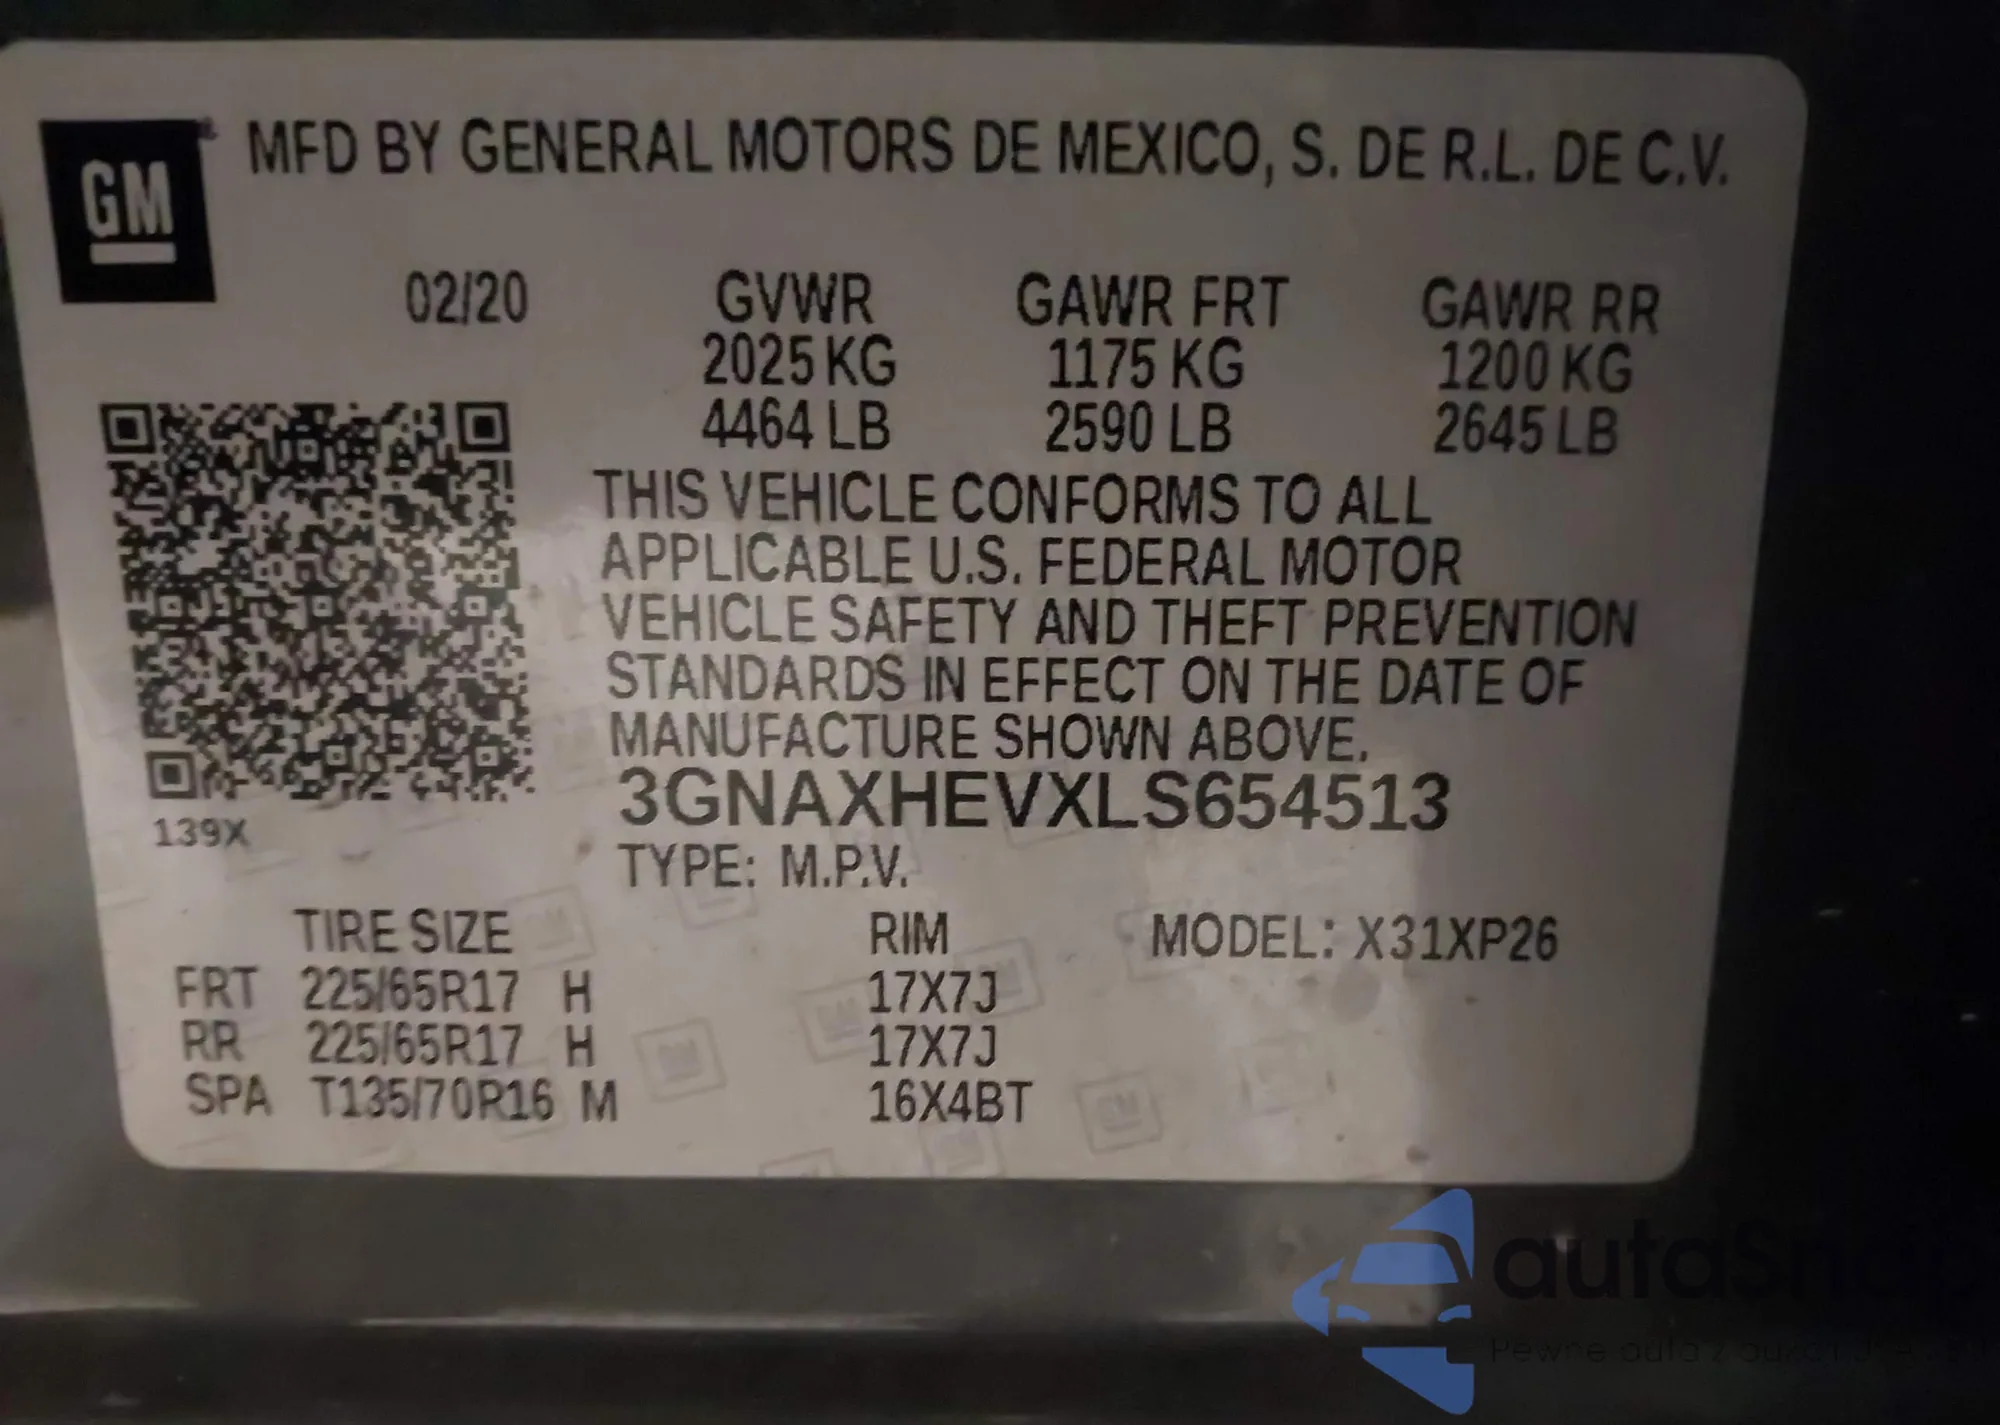 GM
MFD BY GENERAL MOTORS DE MEXICO, S. DE R.L. DE C.V.
02/20 GVWR GAWR FRT GAWR RR
2025 KG 1175 KG 1200 KG
4464 LB 2590 LB 2645 LB
THIS VEHICLE CONFORMS TO ALL
APPLICABLE U.S. FEDERAL MOTOR
VEHICLE SAFETY AND THEFT PREVENTION
STANDARDS IN EFFECT ON THE DATE OF
MANUFACTURE SHOWN ABOVE.
3GNAXHEVXLS654513
139X
TYPE: M.P.V.
TIRE SIZE RIM MODEL: X31XP26
FRT 225/65R17 H 17X7J
RR 225/65R17 H 17X7J
SPA T135/70R16 M 16X4BT
autaSnap
Pewne auta z